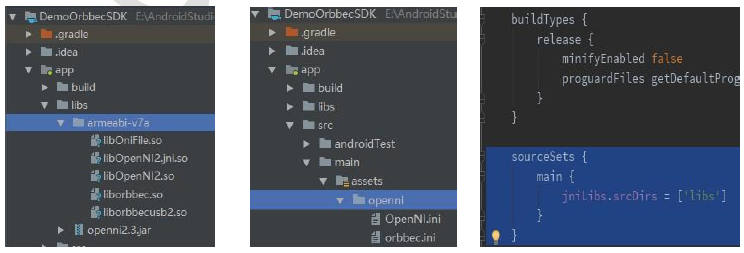 DemoOrbbecSDK E:\AndroidStudi
.gradle
.idea
app
build
libs
armeabi-v7a
libOniFile.so
libOpenNI2.jni.so
libOpenNI2.so
liborbbec.so
liborbbecusb2.so
openni2.3.jar
DemoOrbbecSDK E:\AndroidStu
.gradle
.idea
app
build
libs
src
androidTest
main
assets
openni
OpenNI.ini
orbbec.ini
buildTypes {
release {
minifyEnabled false
proguardFiles getDefaultProg
}
}
sourceSets {
main {
jniLibs.srcDirs = ['libs']
}
}